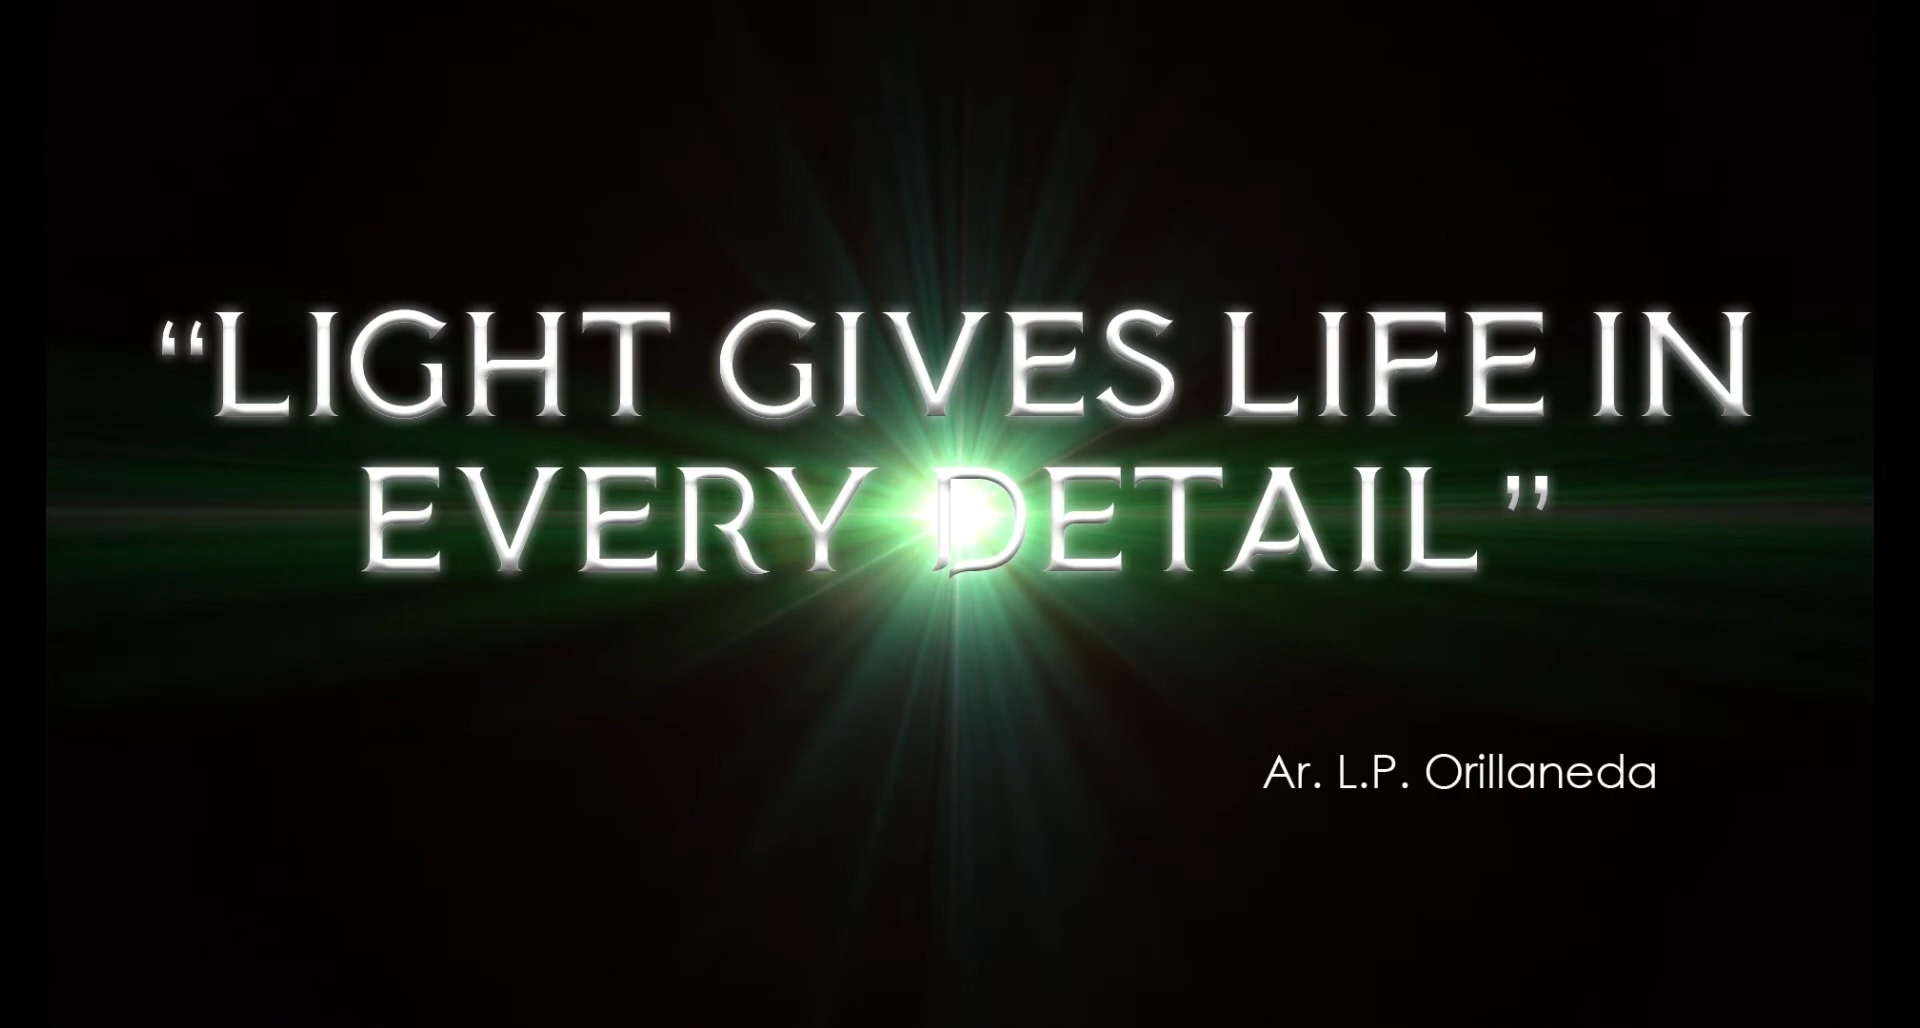 “LIGHT GIVES LIFE IN
EVERY DETAIL”
Ar. L.P. Orillaneda